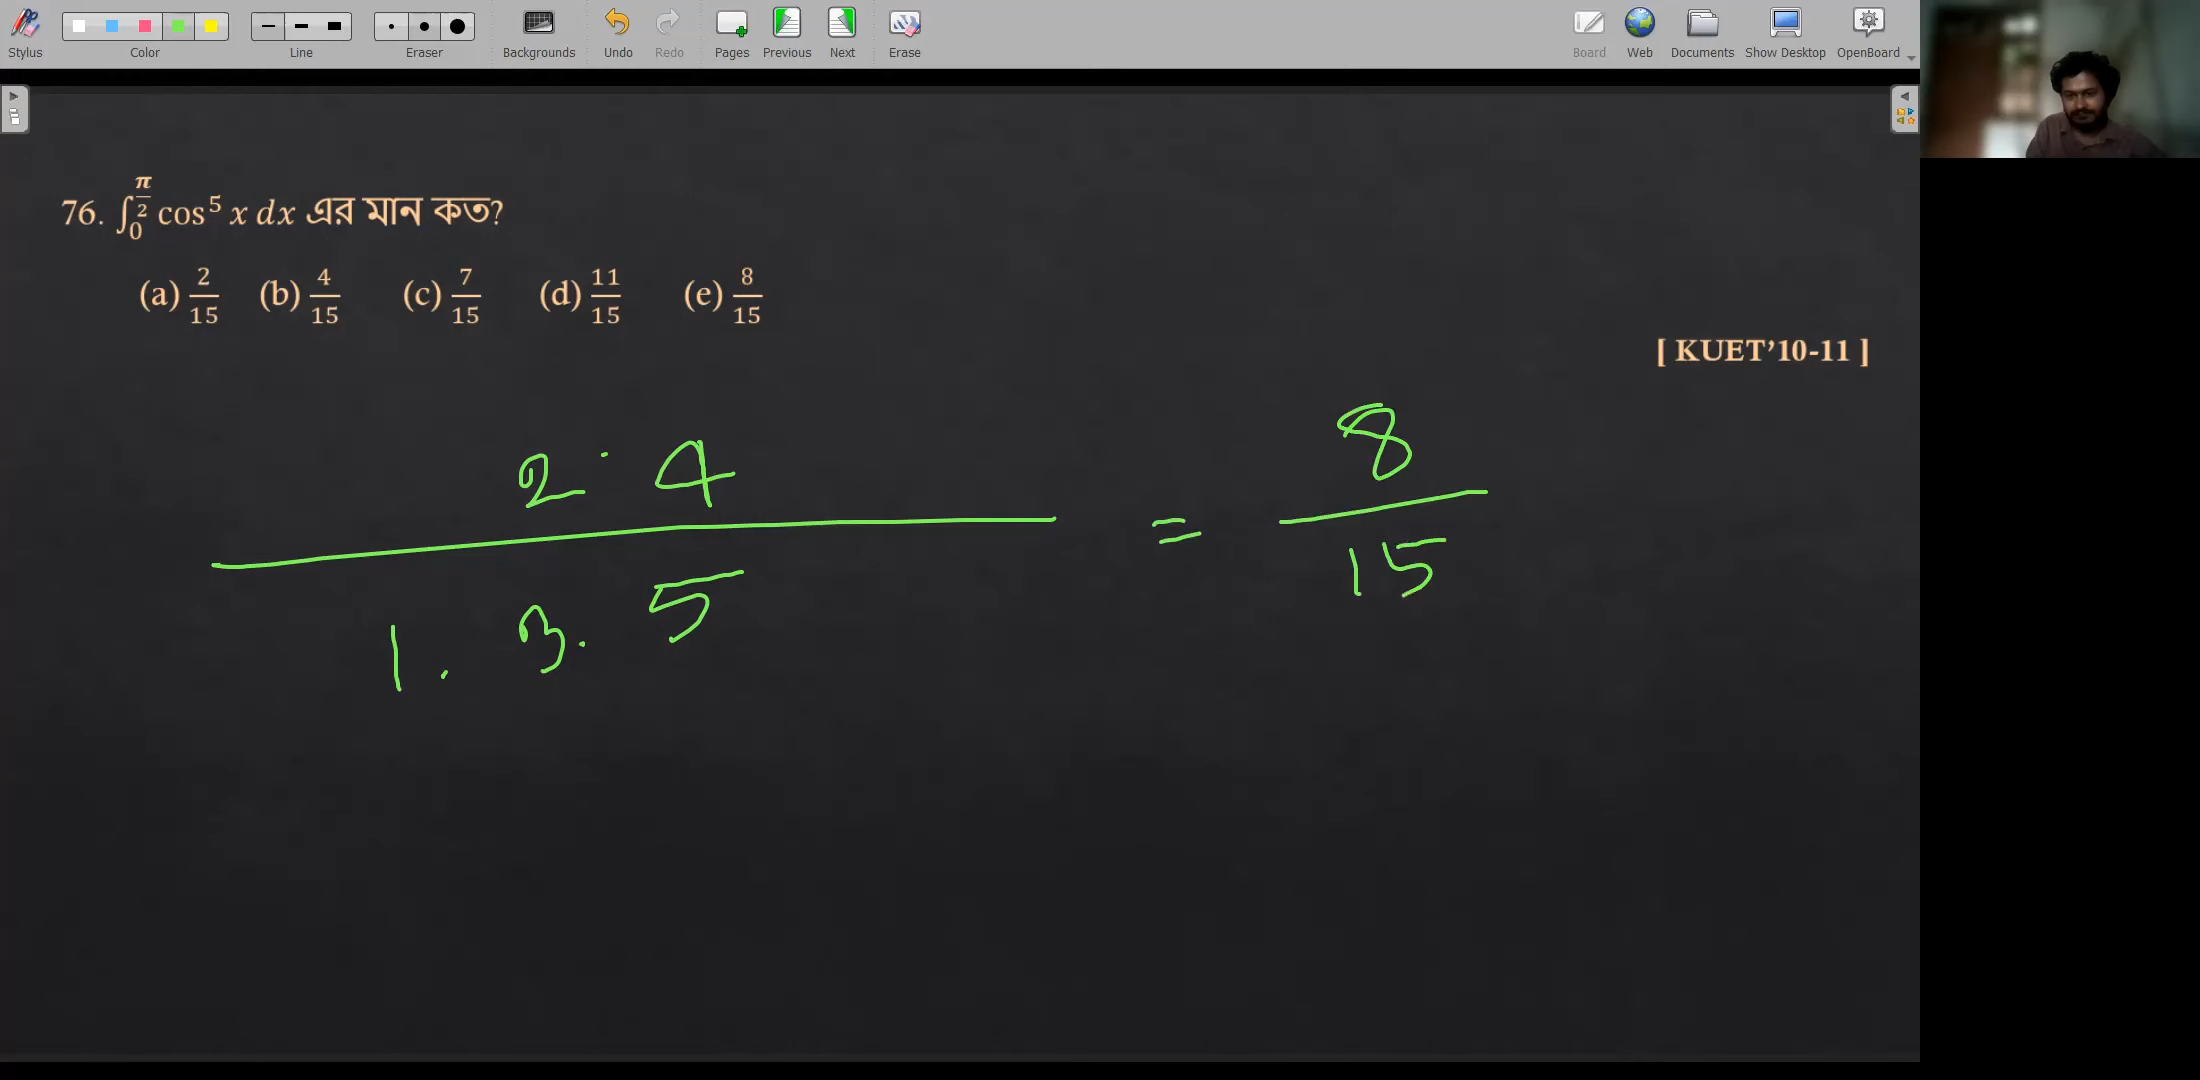 Stylus Color Line Eraser Backgrounds Undo Redo Pages Previous Next Erase Board Web Documents Show Desktop OpenBoard
76. ∫₀^(π/2) cos⁵ x dx এর মান কত?
(a) 2/15 (b) 4/15 (c) 7/15 (d) 11/15 (e) 8/15
[ KUET’10-11 ]
2 · 4 = 8
1 . 3 . 5 15